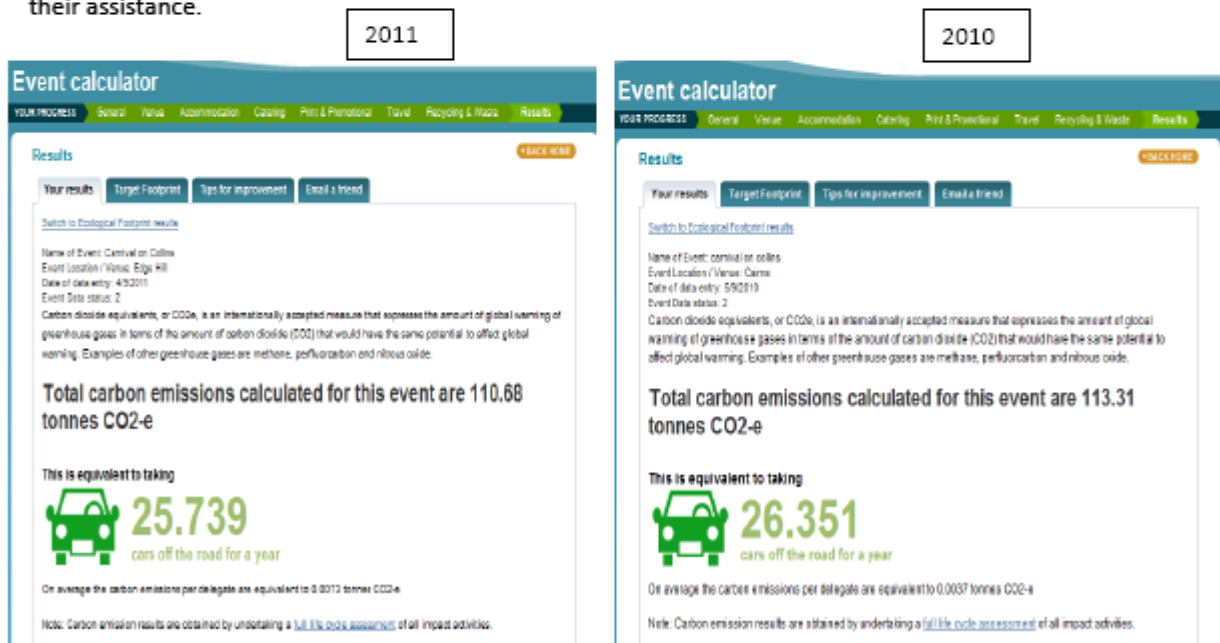 their assistance.
2011
Event calculator
YOUR PROGRESS General Venue Accommodation Catering Print & Promotional Travel Recycling & Waste Results
Results
BACK HOME
Your results Target Footprint Tips for improvement Email a friend
Switch to Ecological Footprint results
Name of Event: Carnival on Collins
Event Location / Venue: Edge Hill
Date of data entry: 4/9/2011
Event Data status: 2
Carbon dioxide equivalents, or CO2e, is an internationally accepted measure that expresses the amount of global warming of
greenhouse gases in terms of the amount of carbon dioxide (CO2) that would have the same potential to affect global
warming. Examples of other greenhouse gases are methane, perfluorcarbon and nitrous oxide.
Total carbon emissions calculated for this event are 110.68
tonnes CO2-e
This is equivalent to taking
25.739
cars off the road for a year
On average the carbon emissions per delegate are equivalent to 0.0073 tonnes CO2-e
Note: Carbon emission results are obtained by undertaking a full life cycle assessment of all impact activities.
2010
Event calculator
YOUR PROGRESS General Venue Accommodation Catering Print & Promotional Travel Recycling & Waste Results
Results
BACK HOME
Your results Target Footprint Tips for improvement Email a friend
Switch to Ecological Footprint results
Name of Event: carnival on collins
Event Location / Venue: Cairns
Date of data entry: 5/9/2010
Event Data status: 2
Carbon dioxide equivalents, or CO2e, is an internationally accepted measure that expresses the amount of global
warming of greenhouse gases in terms of the amount of carbon dioxide (CO2) that would have the same potential to
affect global warming. Examples of other greenhouse gases are methane, perfluorcarbon and nitrous oxide.
Total carbon emissions calculated for this event are 113.31
tonnes CO2-e
This is equivalent to taking
26.351
cars off the road for a year
On average the carbon emissions per delegate are equivalent to 0.0037 tonnes CO2-e
Note: Carbon emission results are obtained by undertaking a full life cycle assessment of all impact activities.